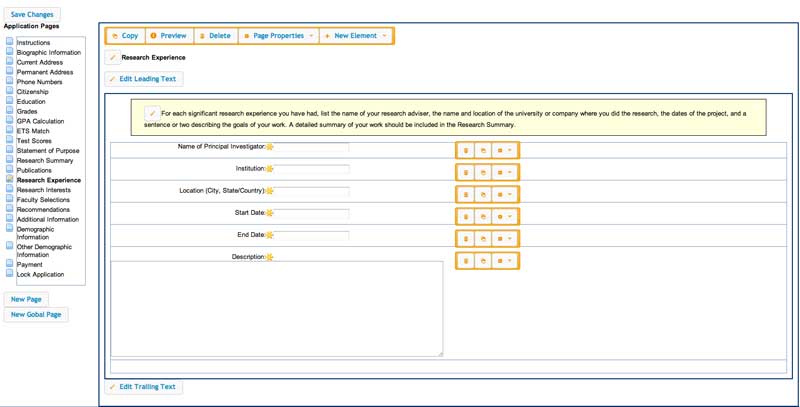 Save Changes
Application Pages
Instructions
Biographic Information
Current Address
Permanent Address
Phone Numbers
Citizenship
Education
Grades
GPA Calculation
ETS Match
Test Scores
Statement of Purpose
Research Summary
Publications
Research Experience
Research Interests
Faculty Selections
Recommendations
Additional Information
Demographic
Information
Other Demographic
Information
Payment
Lock Application
New Page
New Gobal Page
Copy Preview Delete Page Properties New Element
Research Experience
Edit Leading Text
For each significant research experience you have had, list the name of your research adviser, the name and location of the university or company where you did the research, the dates of the project, and a
sentence or two describing the goals of your work. A detailed summary of your work should be included in the Research Summary.
Name of Principal Investigator:
Institution:
Location (City, State/Country):
Start Date:
End Date:
Description:
Edit Trailing Text